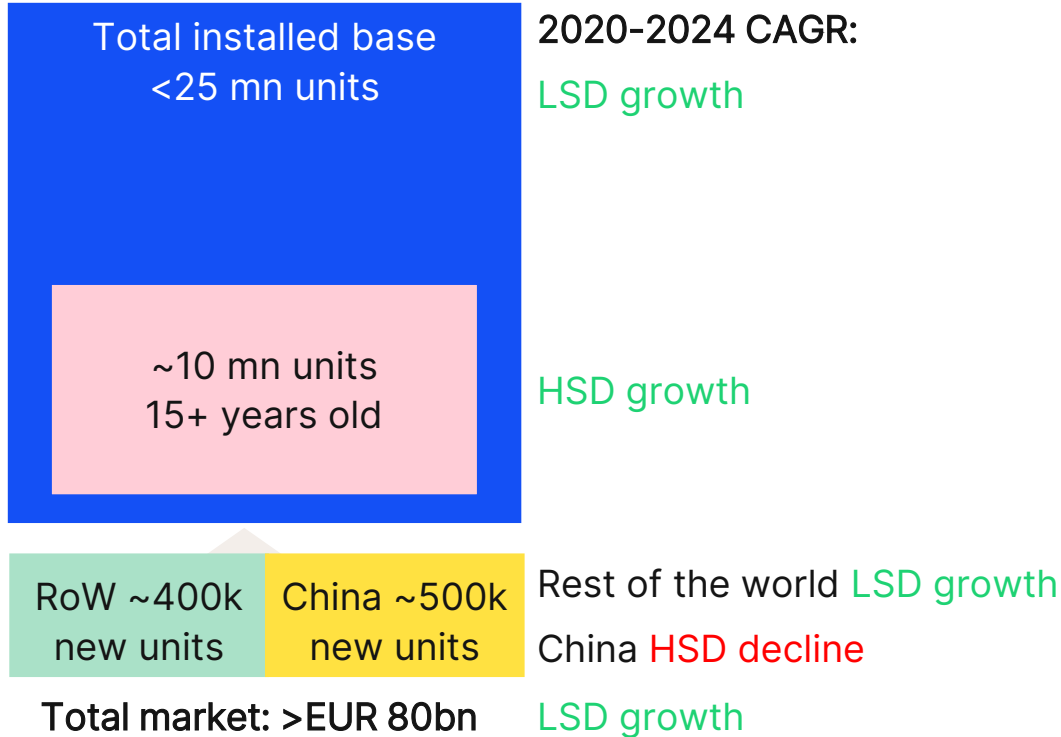 Total installed base
<25 mn units
2020-2024 CAGR:
LSD growth
~10 mn units
15+ years old
HSD growth
RoW ~400k
new units
China ~500k
new units
Rest of the world LSD growth
China HSD decline
Total market: >EUR 80bn
LSD growth